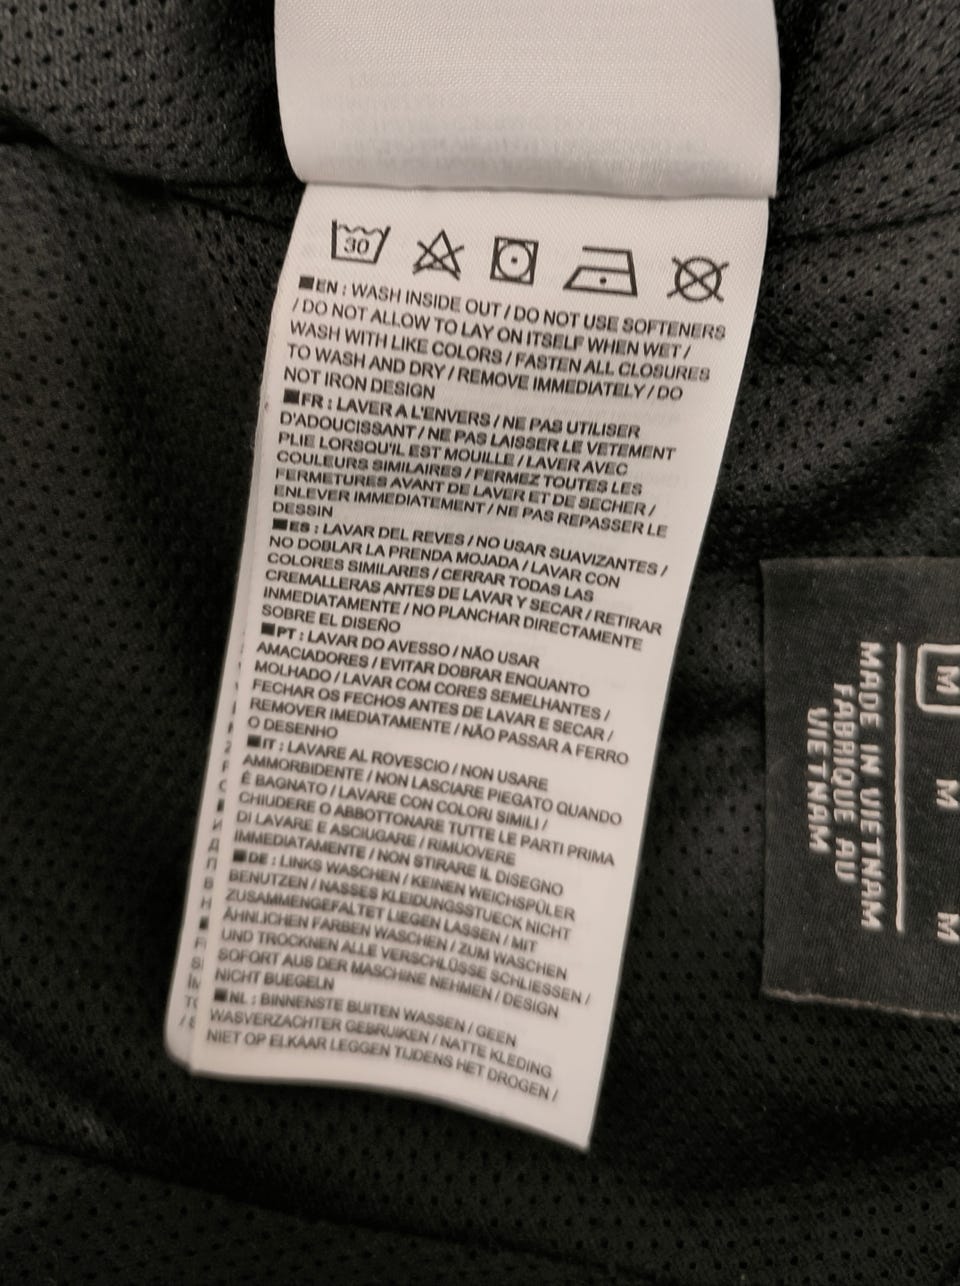 30
EN : WASH INSIDE OUT / DO NOT USE SOFTENERS
/ DO NOT ALLOW TO LAY ON ITSELF WHEN WET /
WASH WITH LIKE COLORS / FASTEN ALL CLOSURES
TO WASH AND DRY / REMOVE IMMEDIATELY / DO
NOT IRON DESIGN
FR : LAVER A L'ENVERS / NE PAS UTILISER
D'ADOUCISSANT / NE PAS LAISSER LE VETEMENT
PLIE LORSQU'IL EST MOUILLE / LAVER AVEC
COULEURS SIMILAIRES / FERMEZ TOUTES LES
FERMETURES AVANT DE LAVER ET DE SECHER /
ENLEVER IMMEDIATEMENT / NE PAS REPASSER LE
DESSIN
ES : LAVAR DEL REVES / NO USAR SUAVIZANTES /
NO DOBLAR LA PRENDA MOJADA / LAVAR CON
COLORES SIMILARES / CERRAR TODAS LAS
CREMALLERAS ANTES DE LAVAR Y SECAR / RETIRAR
INMEDIATAMENTE / NO PLANCHAR DIRECTAMENTE
SOBRE EL DISEÑO
PT : LAVAR DO AVESSO / NÃO USAR
AMACIADORES / EVITAR DOBRAR ENQUANTO
MOLHADO / LAVAR COM CORES SEMELHANTES /
FECHAR OS FECHOS ANTES DE LAVAR E SECAR /
REMOVER IMEDIATAMENTE / NÃO PASSAR A FERRO
O DESENHO
IT : LAVARE AL ROVESCIO / NON USARE
AMMORBIDENTE / NON LASCIARE PIEGATO QUANDO
È BAGNATO / LAVARE CON COLORI SIMILI /
CHIUDERE O ABBOTTONARE TUTTE LE PARTI PRIMA
DI LAVARE E ASCIUGARE / RIMUOVERE
IMMEDIATAMENTE / NON STIRARE IL DISEGNO
DE : LINKS WASCHEN / KEINEN WEICHSPÜLER
BENUTZEN / NASSES KLEIDUNGSSTUECK NICHT
ZUSAMMENGEFALTET LIEGEN LASSEN / MIT
ÄHNLICHEN FARBEN WASCHEN / ZUM WASCHEN
UND TROCKNEN ALLE VERSCHLÜSSE SCHLIESSEN /
SOFORT AUS DER MASCHINE NEHMEN / DESIGN
NICHT BUEGELN
NL : BINNENSTE BUITEN WASSEN / GEEN
WASVERZACHTER GEBRUIKEN / NATTE KLEDING
NIET OP ELKAAR LEGGEN TIJDENS HET DROGEN /
M M M
MADE IN VIETNAM
FABRIQUE AU
VIETNAM